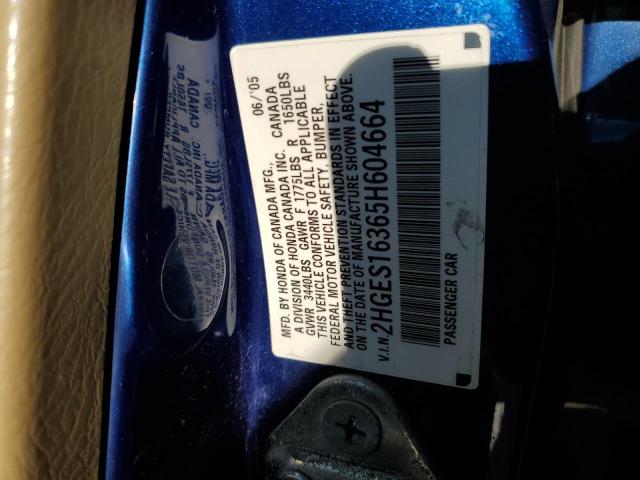 MFD. BY HONDA OF CANADA MFG., 06/'05
A DIVISION OF HONDA CANADA INC. CANADA
GVWR 3440LBS GAWR F 1775LBS R 1650LBS
THIS VEHICLE CONFORMS TO ALL APPLICABLE
FEDERAL MOTOR VEHICLE SAFETY, BUMPER,
AND THEFT PREVENTION STANDARDS IN EFFECT
ON THE DATE OF MANUFACTURE SHOWN ABOVE.
V.I.N. 2HGES16365H604664
PASSENGER CAR